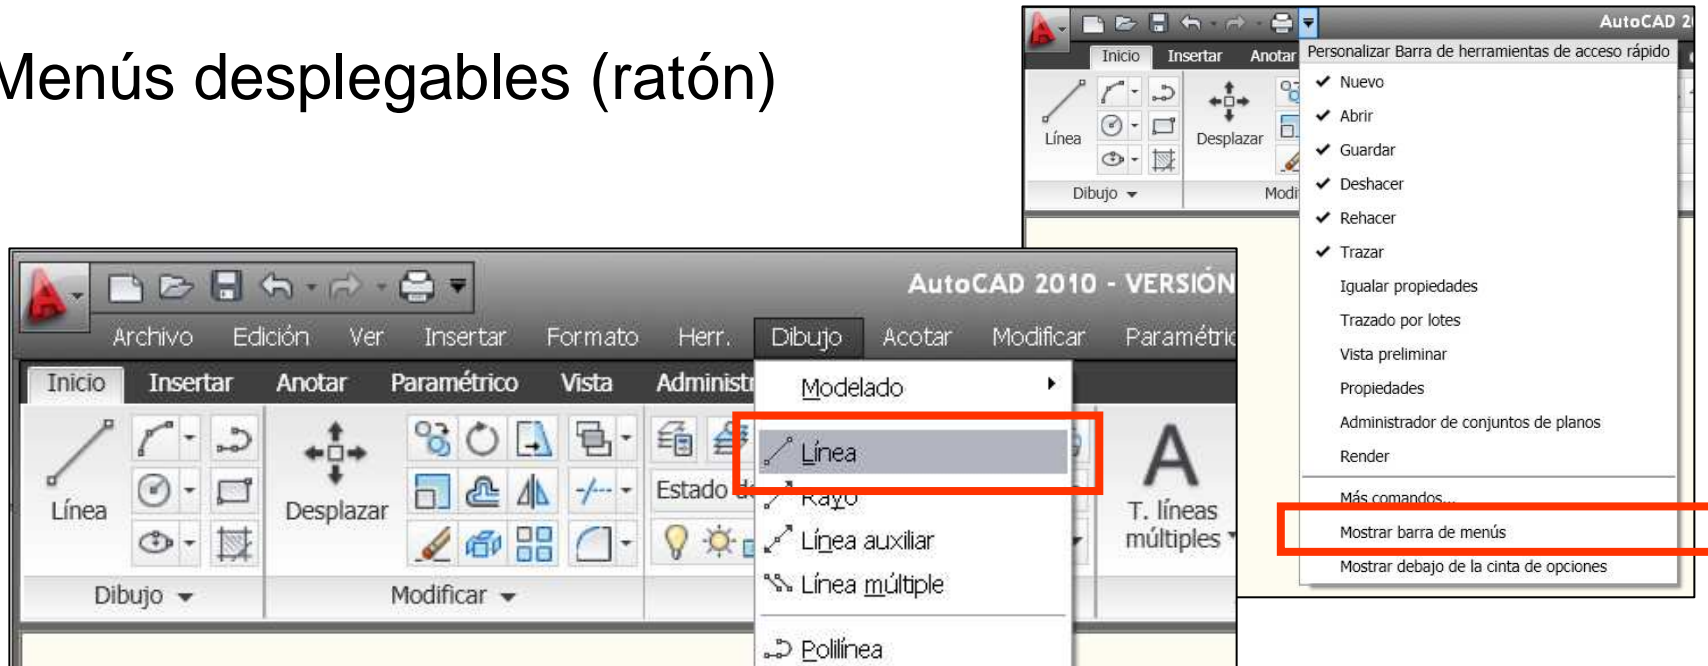 Menús desplegables (ratón)
AutoCAD 2
Inicio Insertar Anotar
Personalizar Barra de herramientas de acceso rápido
Nuevo
Abrir
Guardar
Deshacer
Rehacer
Trazar
Igualar propiedades
Trazado por lotes
Vista preliminar
Propiedades
Administrador de conjuntos de planos
Render
Más comandos...
Mostrar barra de menús
Mostrar debajo de la cinta de opciones
Línea
Desplazar
Dibujo
Modi
AutoCAD 2010 - VERSIÓN
Archivo Edición Ver Insertar Formato Herr. Dibujo Acotar Modificar Paramétric
Inicio Insertar Anotar Paramétrico Vista Administr
Modelado
Línea
Rayo
Línea auxiliar
Línea múltiple
Polilínea
Línea
Desplazar
Estado de
A
T. líneas
múltiples
Dibujo
Modificar